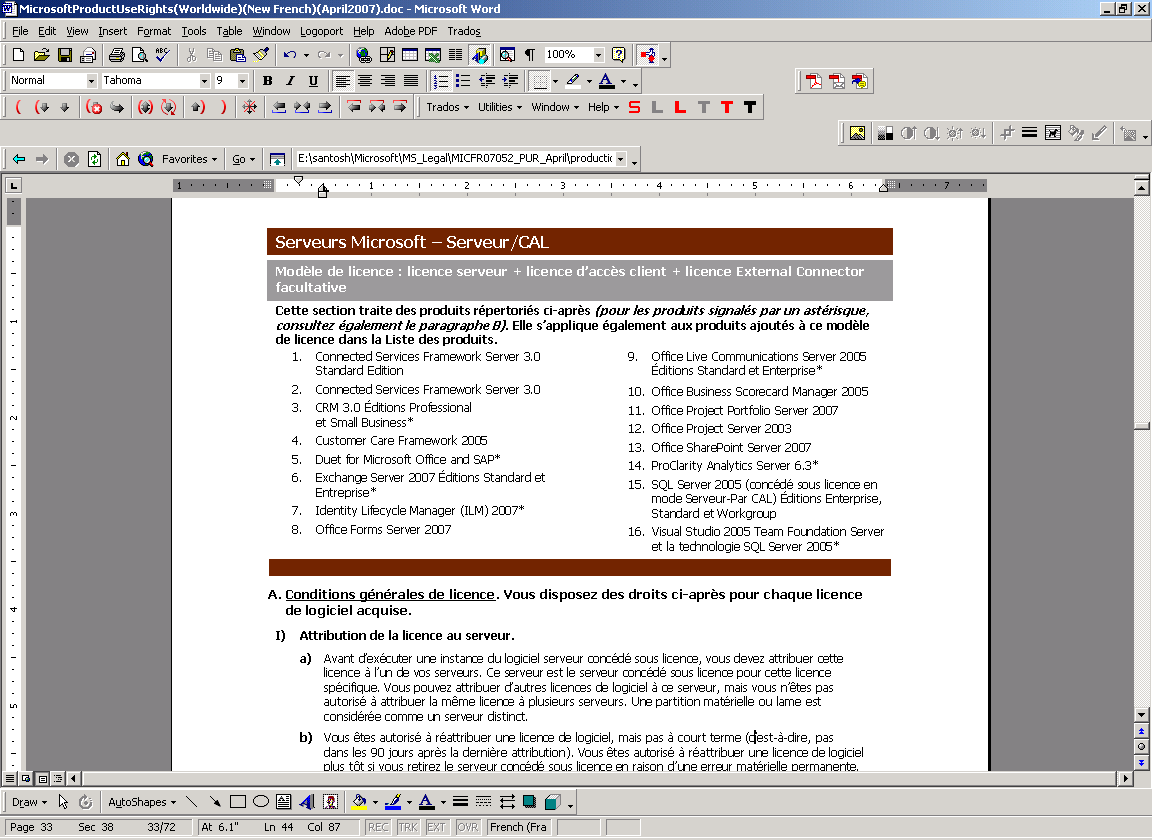 MicrosoftProductUseRights(Worldwide)(New French)(April2007).doc - Microsoft Word
File Edit View Insert Format Tools Table Window Logoport Help Adobe PDF Trados
100%
Normal Tahoma 9 B I U
Trados Utilities Window Help S L L T T T
Favorites Go E:\santosh\Microsoft\MS_Legal\MICFR07052_PUR_April\productic
1 1 2 3 4 5 6 7
Serveurs Microsoft – Serveur/CAL
Modèle de licence : licence serveur + licence d’accès client + licence External Connector
facultative
Cette section traite des produits répertoriés ci-après (pour les produits signalés par un astérisque,
consultez également le paragraphe B). Elle s’applique également aux produits ajoutés à ce modèle
de licence dans la Liste des produits.
1. Connected Services Framework Server 3.0
Standard Edition
2. Connected Services Framework Server 3.0
3. CRM 3.0 Éditions Professional
et Small Business*
4. Customer Care Framework 2005
5. Duet for Microsoft Office and SAP*
6. Exchange Server 2007 Éditions Standard et
Entreprise*
7. Identity Lifecycle Manager (ILM) 2007*
8. Office Forms Server 2007
9. Office Live Communications Server 2005
Éditions Standard et Enterprise*
10. Office Business Scorecard Manager 2005
11. Office Project Portfolio Server 2007
12. Office Project Server 2003
13. Office SharePoint Server 2007
14. ProClarity Analytics Server 6.3*
15. SQL Server 2005 (concédé sous licence en
mode Serveur-Par CAL) Éditions Enterprise,
Standard et Workgroup
16. Visual Studio 2005 Team Foundation Server
et la technologie SQL Server 2005*
A. Conditions générales de licence. Vous disposez des droits ci-après pour chaque licence
de logiciel acquise.
I) Attribution de la licence au serveur.
a) Avant d’exécuter une instance du logiciel serveur concédé sous licence, vous devez attribuer cette
licence à l’un de vos serveurs. Ce serveur est le serveur concédé sous licence pour cette licence
spécifique. Vous pouvez attribuer d’autres licences de logiciel à ce serveur, mais vous n’êtes pas
autorisé à attribuer la même licence à plusieurs serveurs. Une partition matérielle ou lame est
considérée comme un serveur distinct.
b) Vous êtes autorisé à réattribuer une licence de logiciel, mais pas à court terme (c’est-à-dire, pas
dans les 90 jours après la dernière attribution). Vous êtes autorisé à réattribuer une licence de logiciel
plus tôt si vous retirez le serveur concédé sous licence en raison d’une erreur matérielle permanente.
1
2
3
4
5
Draw AutoShapes
Page 33 Sec 38 33/72 At 6.1" Ln 44 Col 87 REC TRK EXT OVR French (Fra